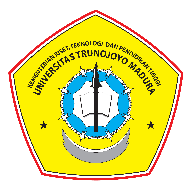 KEMENTERIAN RISET, TEKNOLOGI DAN PENDIDIKAN TINGGI
UNIVERSITAS TRUNOJOYO MADURA